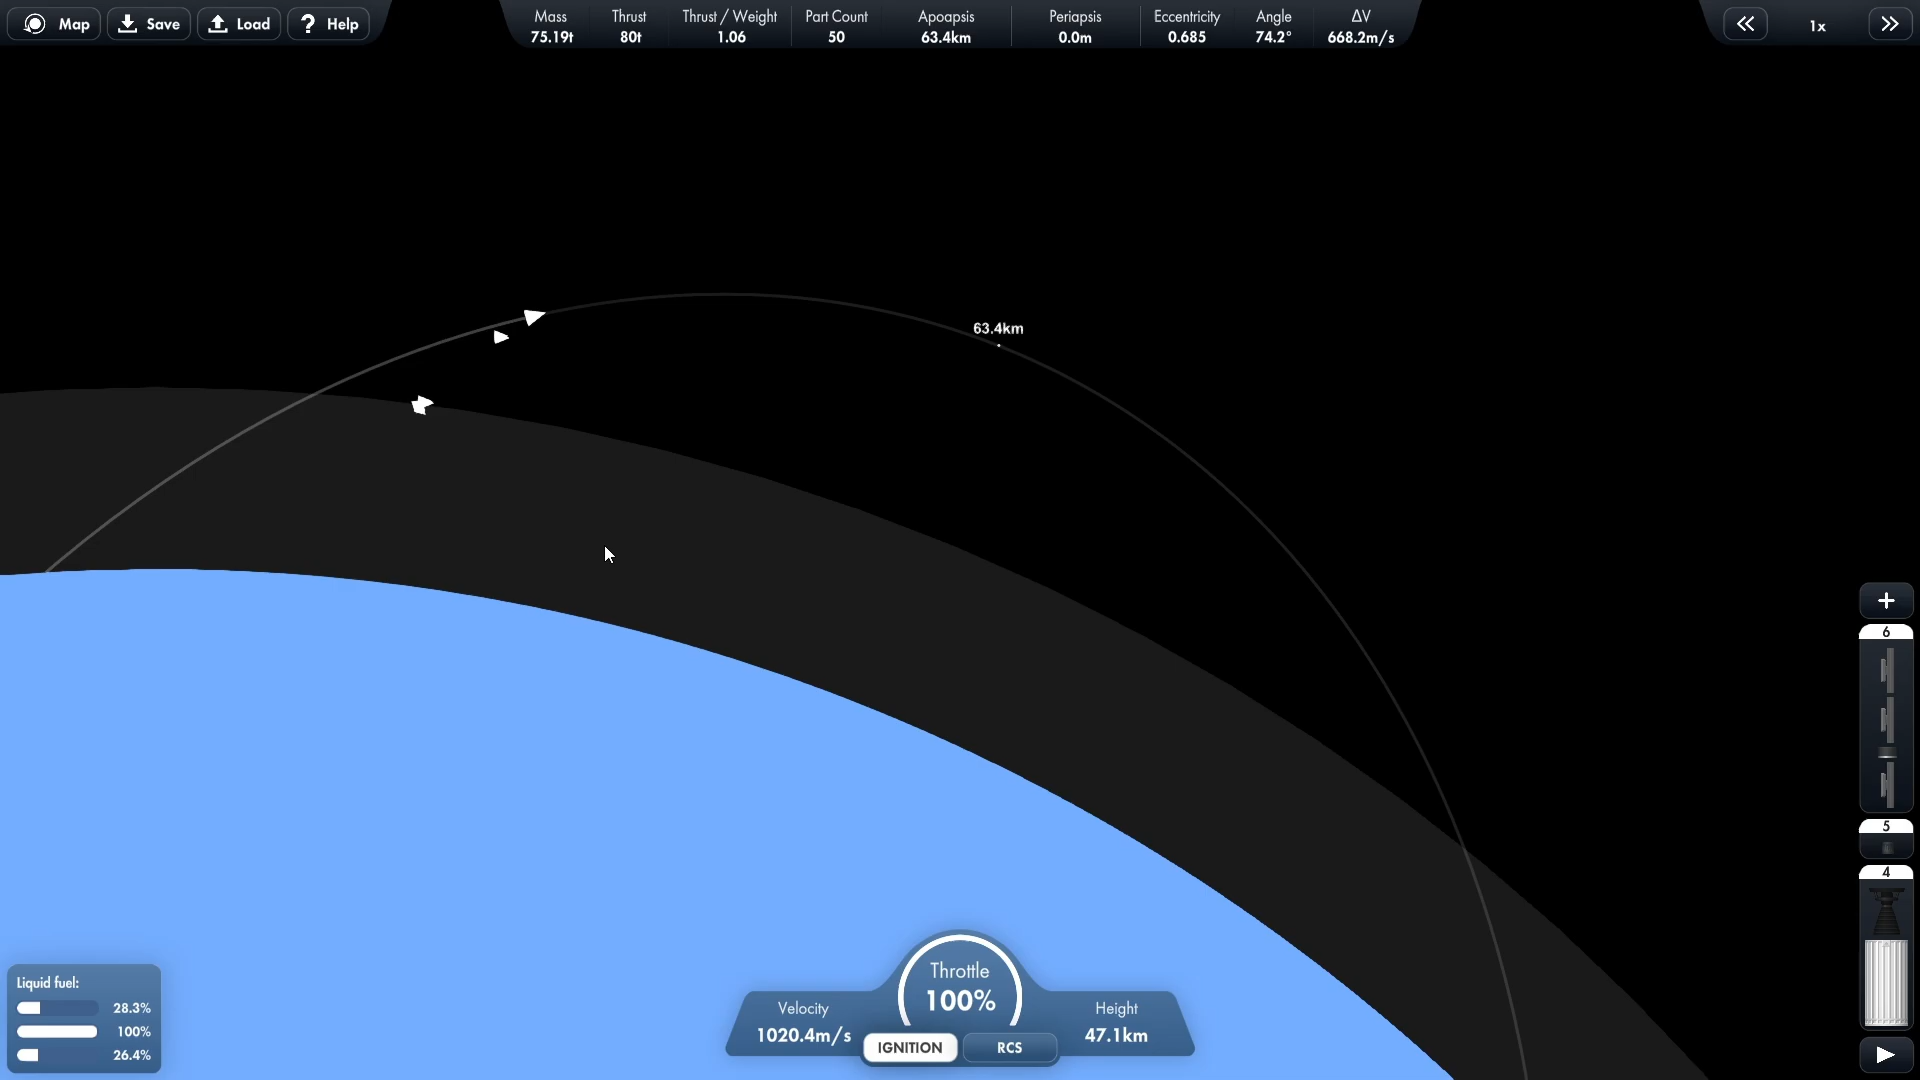 Map
Save
Load
? Help
Mass
75.19t
Thrust
80t
Thrust / Weight
1.06
Part Count
50
Apoapsis
63.4km
Periapsis
0.0m
Eccentricity
0.685
Angle
74.2°
ΔV
668.2m/s
1x
63.4km
6
5
4
Liquid fuel:
28.3%
100%
26.4%
Throttle
100%
Velocity
1020.4m/s
Height
47.1km
IGNITION
RCS